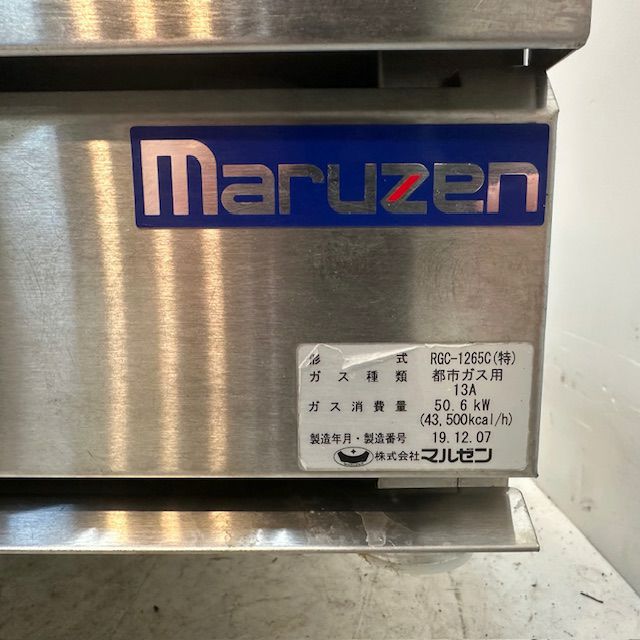 maruzen
形 式 RGC-1265C(特)
ガス種類 都市ガス用
13A
ガス消費量 50.6 kW
(43,500kcal/h)
製造年月・製造番号 19.12.07
株式会社マルゼン